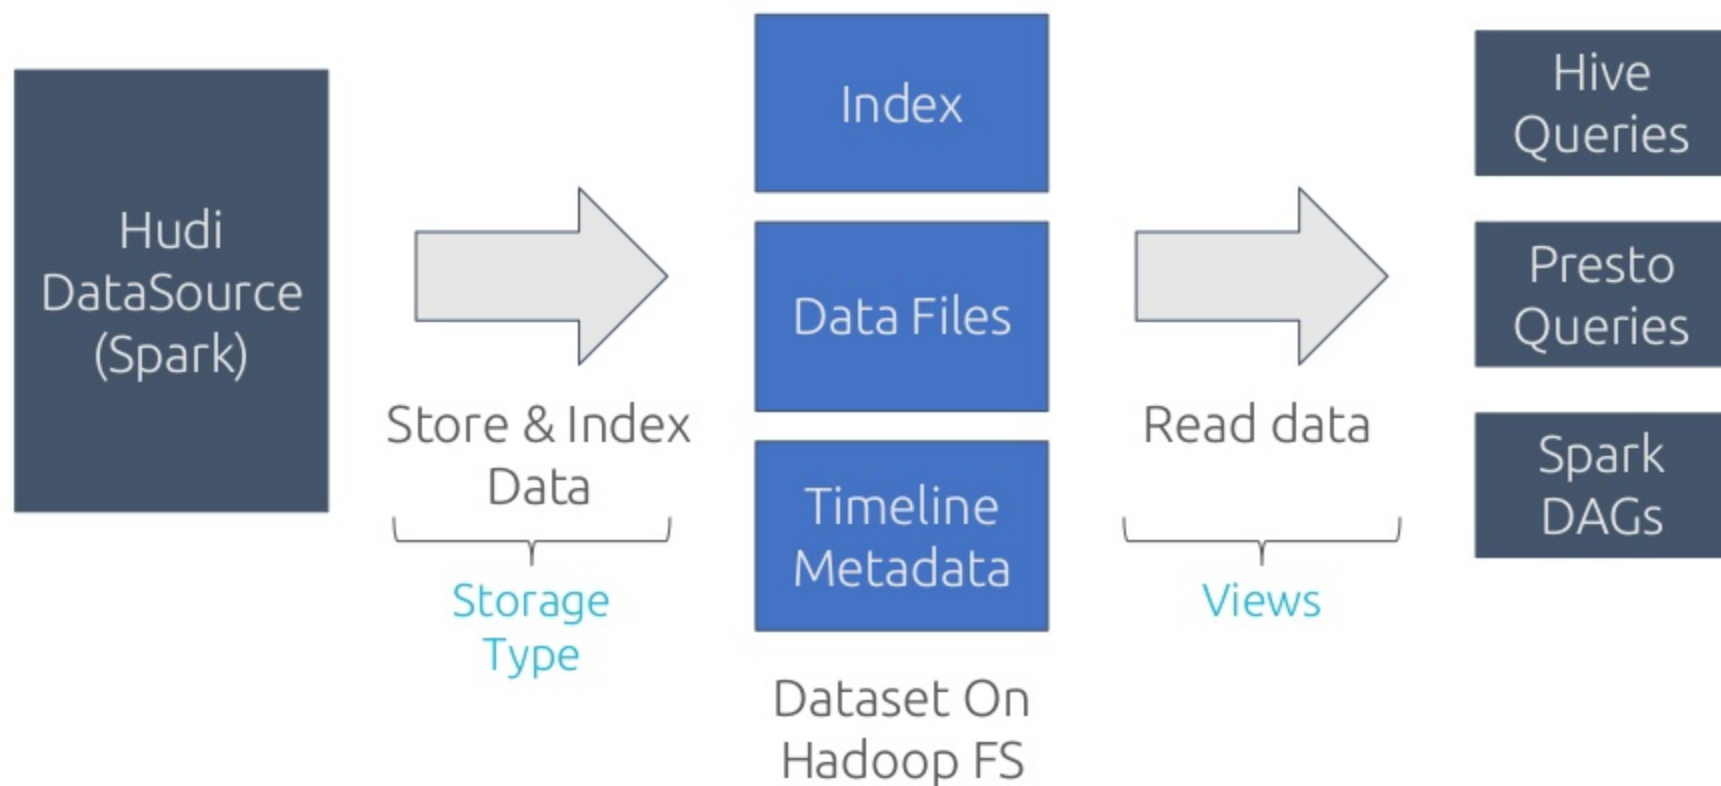 Hudi
DataSource
(Spark)
Store & Index
Data
Storage
Type
Index
Data Files
Timeline
Metadata
Dataset On
Hadoop FS
Read data
Views
Hive
Queries
Presto
Queries
Spark
DAGs